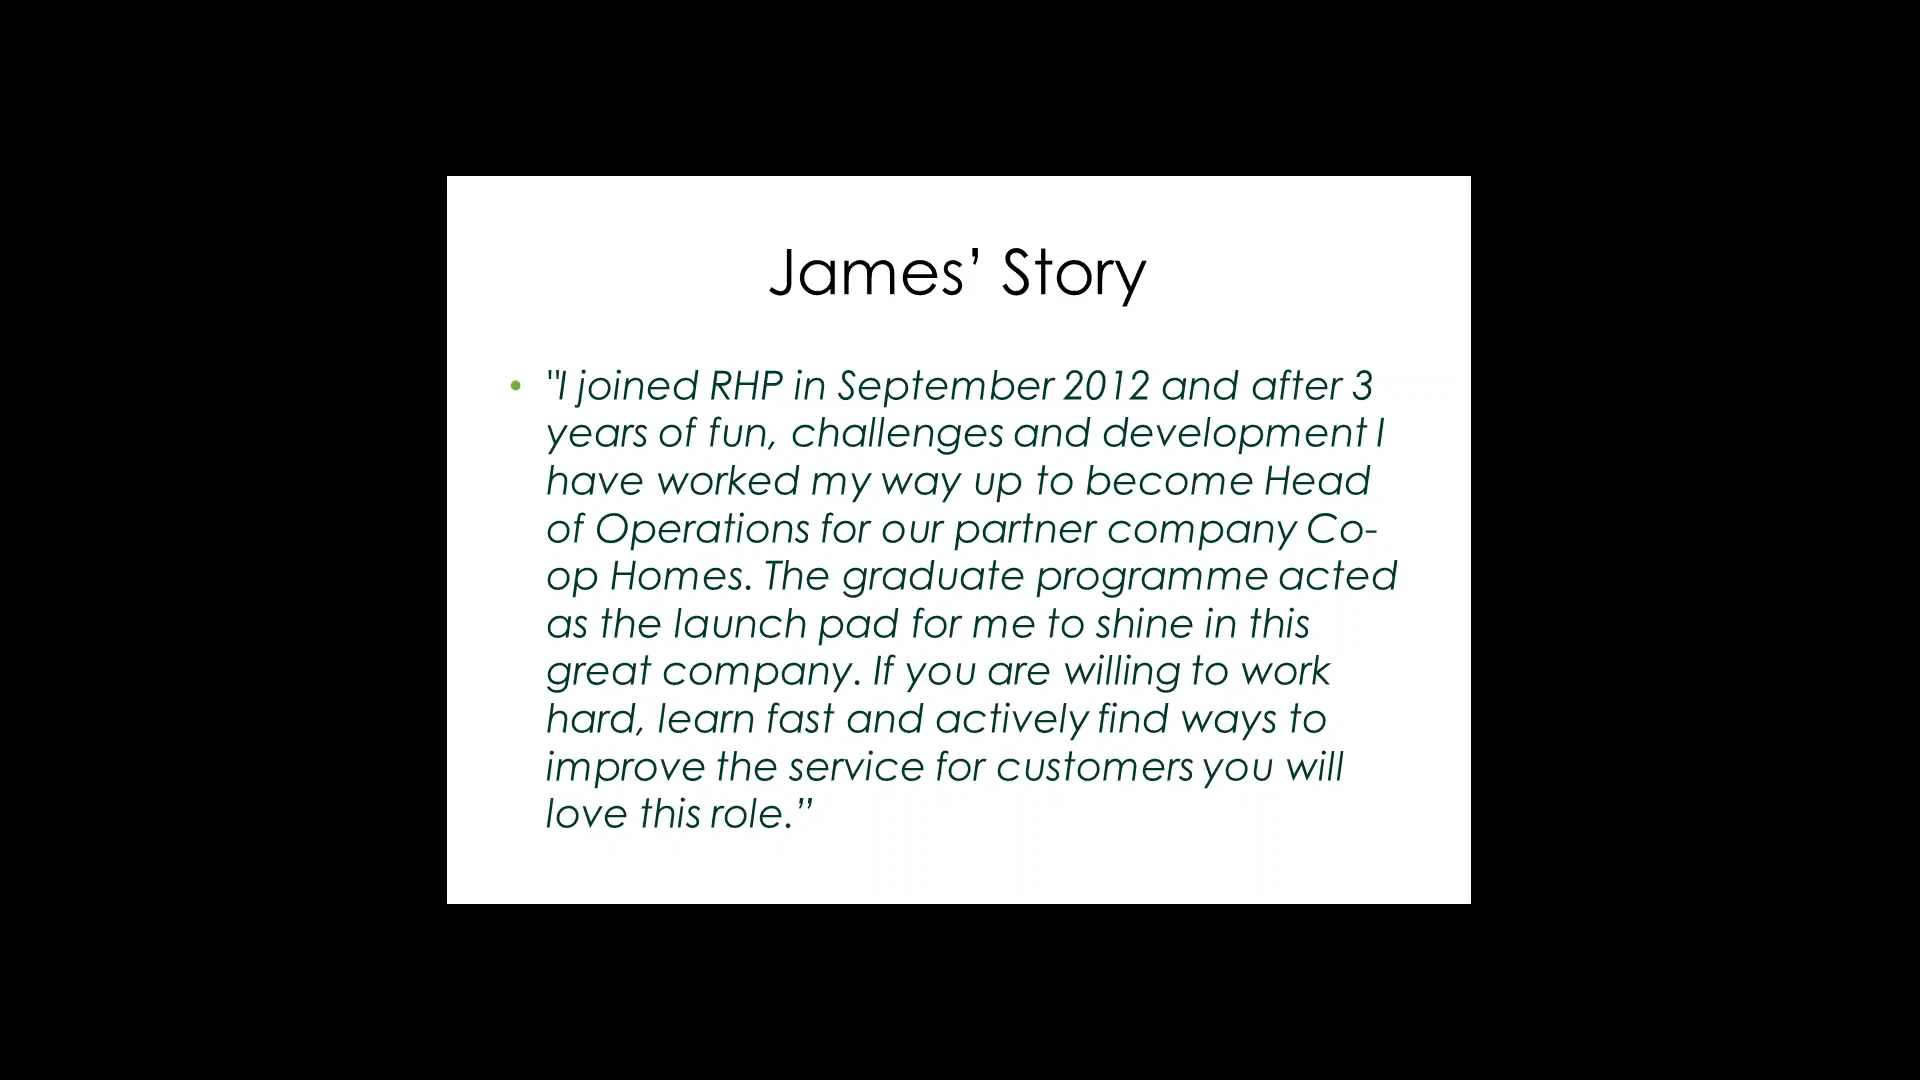 James’ Story
• "I joined RHP in September 2012 and after 3
years of fun, challenges and development I
have worked my way up to become Head
of Operations for our partner company Co-
op Homes. The graduate programme acted
as the launch pad for me to shine in this
great company. If you are willing to work
hard, learn fast and actively find ways to
improve the service for customers you will
love this role.”